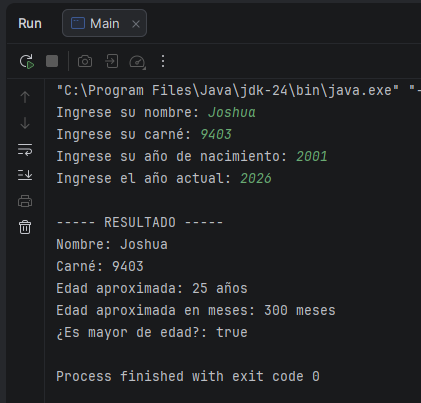 Run
Main
"C:\Program Files\Java\jdk-24\bin\java.exe" "-
Ingrese su nombre: Joshua
Ingrese su carné: 9403
Ingrese su año de nacimiento: 2001
Ingrese el año actual: 2026
----- RESULTADO -----
Nombre: Joshua
Carné: 9403
Edad aproximada: 25 años
Edad aproximada en meses: 300 meses
¿Es mayor de edad?: true
Process finished with exit code 0